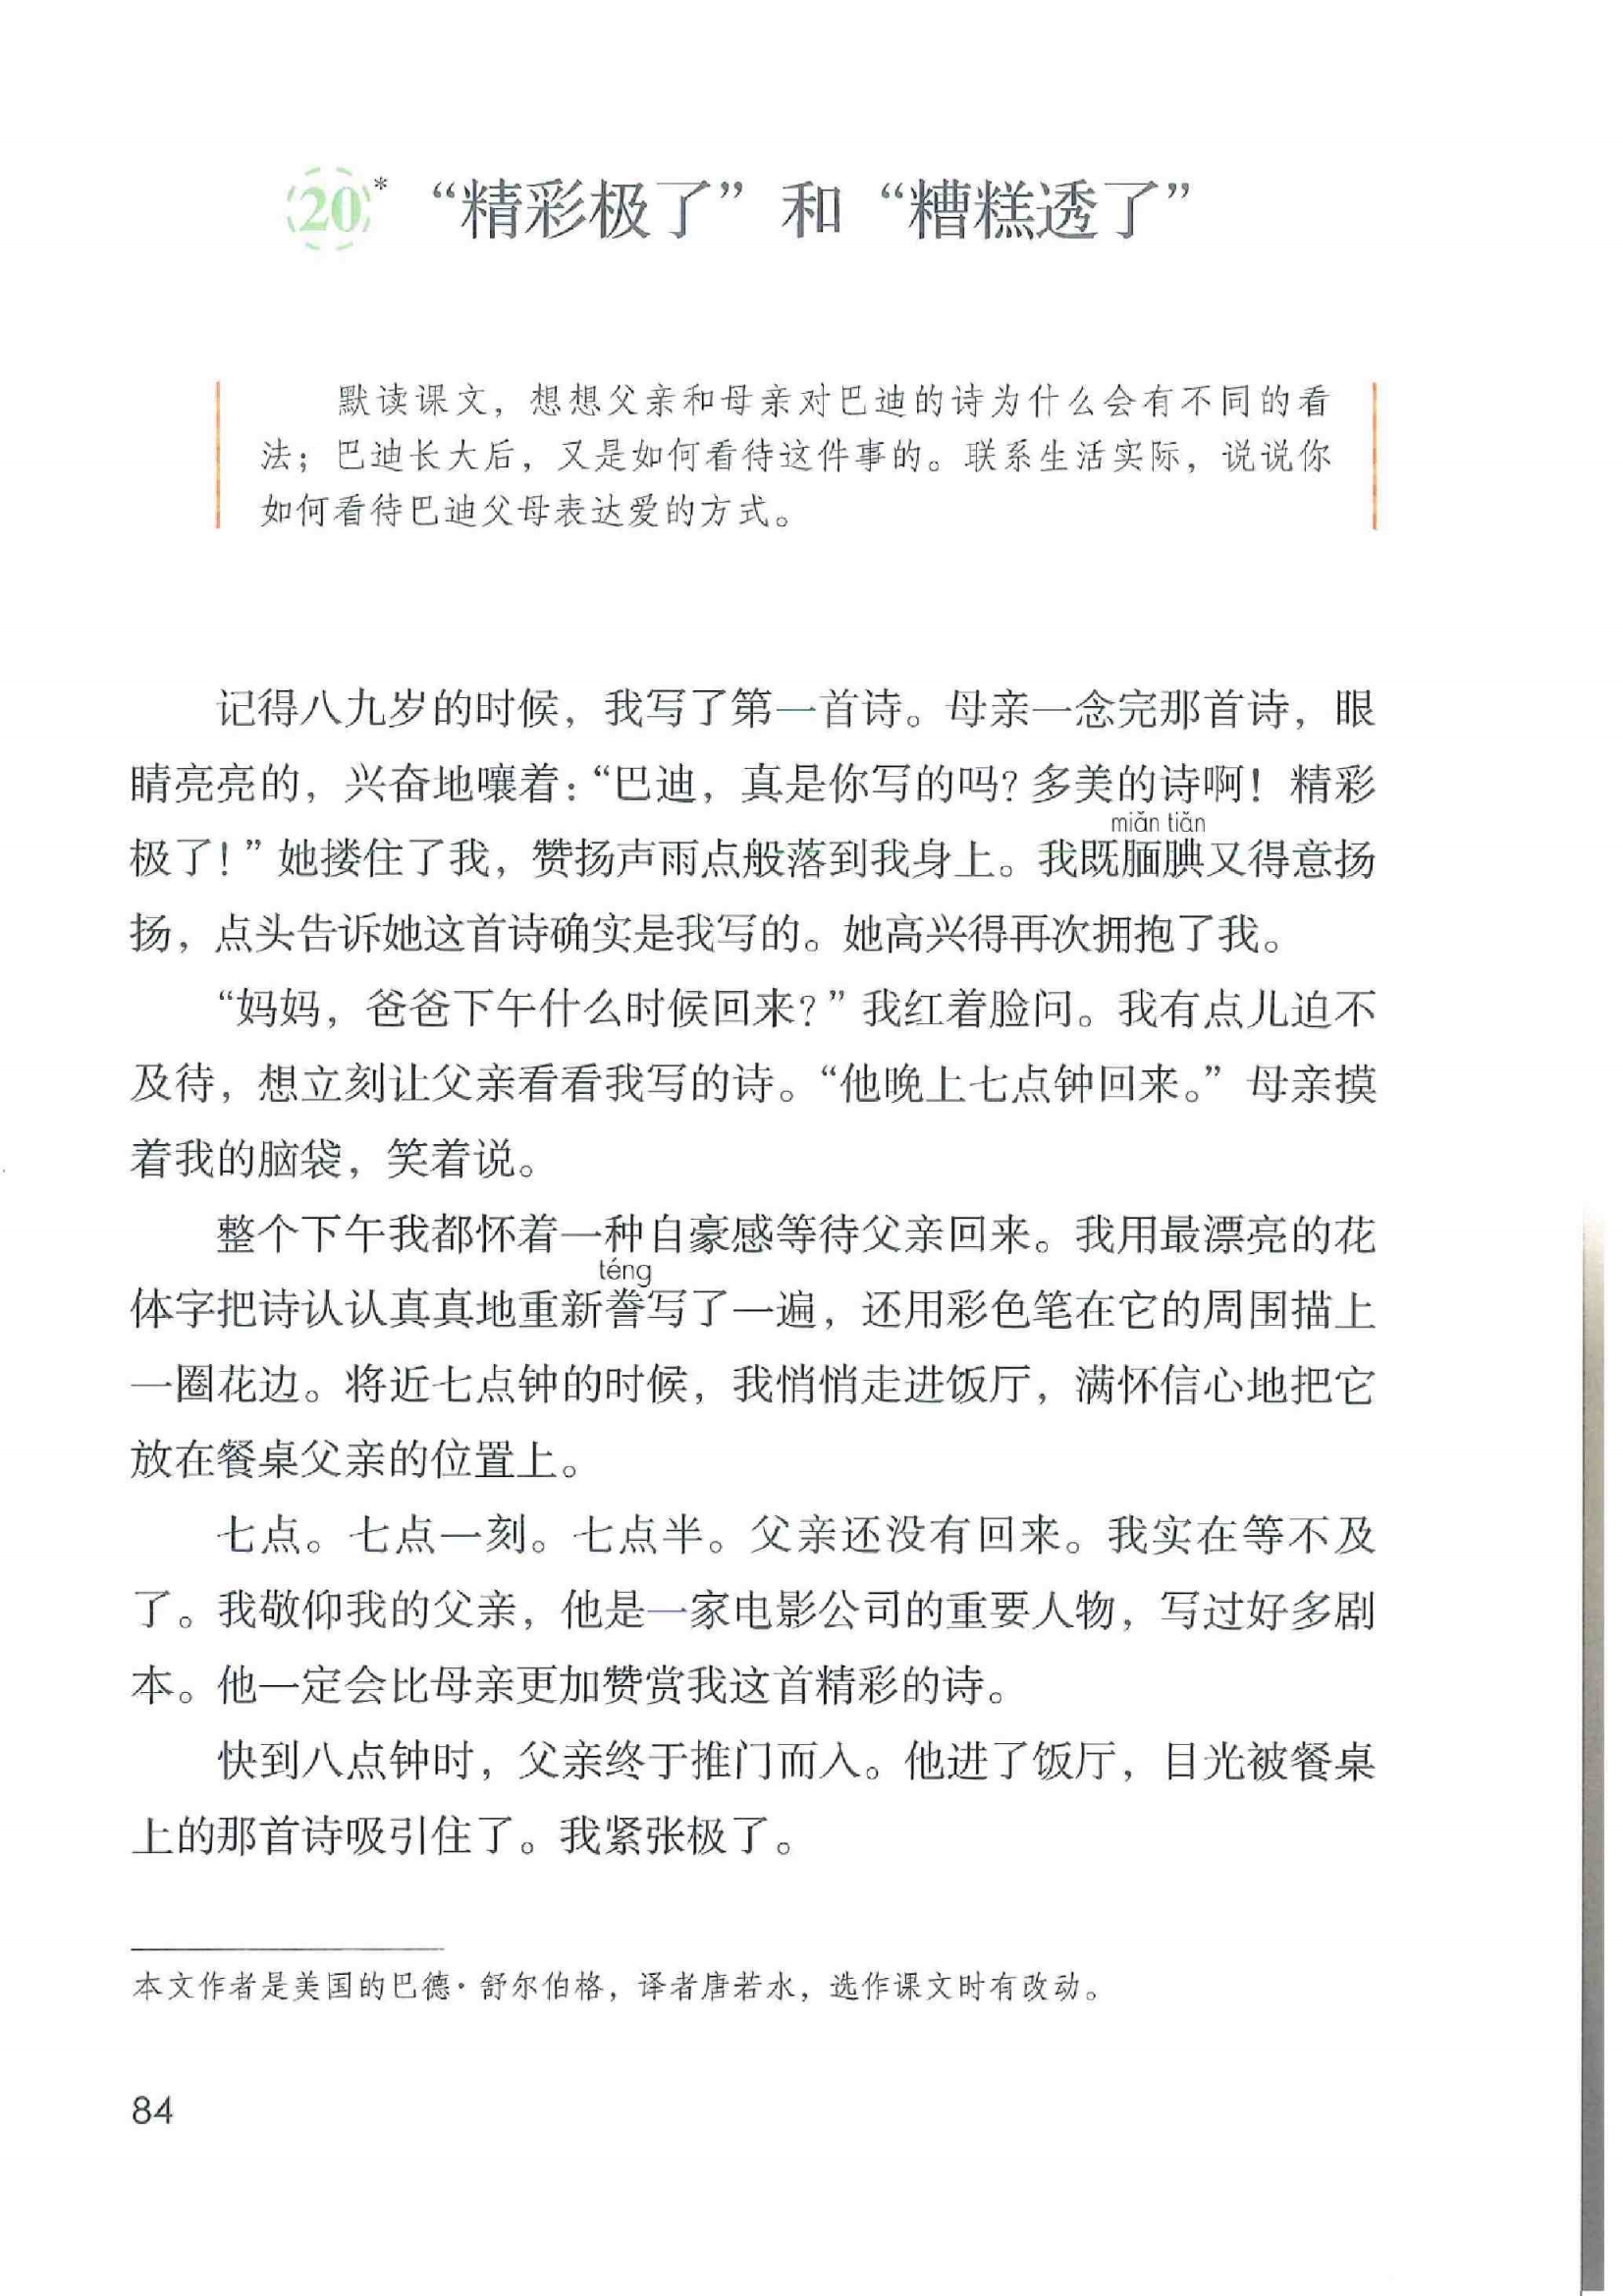 20* “精彩极了”和“糟糕透了”
默读课文，想想父亲和母亲对巴迪的诗为什么会有不同的看
法；巴迪长大后，又是如何看待这件事的。联系生活实际，说说你
如何看待巴迪父母表达爱的方式。
记得八九岁的时候，我写了第一首诗。母亲一念完那首诗，眼
睛亮亮的，兴奋地嚷着：“巴迪，真是你写的吗？多美的诗啊！精彩
miǎn tiǎn
极了！”她搂住了我，赞扬声雨点般落到我身上。我既腼腆又得意扬
扬，点头告诉她这首诗确实是我写的。她高兴得再次拥抱了我。
“妈妈，爸爸下午什么时候回来？”我红着脸问。我有点儿迫不
及待，想立刻让父亲看看我写的诗。“他晚上七点钟回来。”母亲摸
着我的脑袋，笑着说。
整个下午我都怀着一种自豪感等待父亲回来。我用最漂亮的花
téng
体字把诗认认真真地重新誊写了一遍，还用彩色笔在它的周围描上
一圈花边。将近七点钟的时候，我悄悄走进饭厅，满怀信心地把它
放在餐桌父亲的位置上。
七点。七点一刻。七点半。父亲还没有回来。我实在等不及
了。我敬仰我的父亲，他是一家电影公司的重要人物，写过好多剧
本。他一定会比母亲更加赞赏我这首精彩的诗。
快到八点钟时，父亲终于推门而入。他进了饭厅，目光被餐桌
上的那首诗吸引住了。我紧张极了。
本文作者是美国的巴德·舒尔伯格，译者唐若水，选作课文时有改动。
84